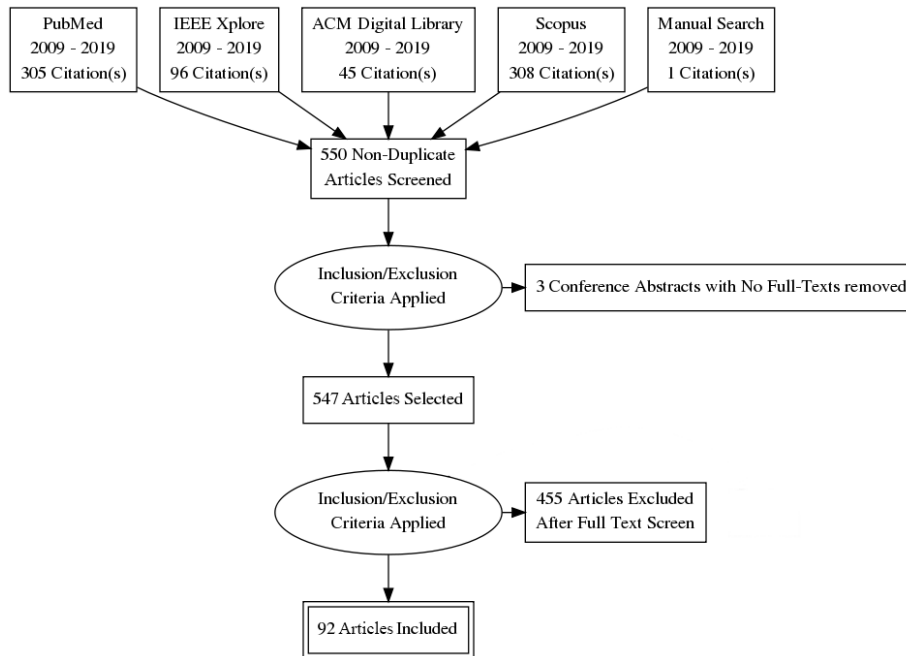 PubMed
2009 - 2019
305 Citation(s)
IEEE Xplore
2009 - 2019
96 Citation(s)
ACM Digital Library
2009 - 2019
45 Citation(s)
Scopus
2009 - 2019
308 Citation(s)
Manual Search
2009 - 2019
1 Citation(s)
550 Non-Duplicate
Articles Screened
Inclusion/Exclusion
Criteria Applied
3 Conference Abstracts with No Full-Texts removed
547 Articles Selected
Inclusion/Exclusion
Criteria Applied
455 Articles Excluded
After Full Text Screen
92 Articles Included